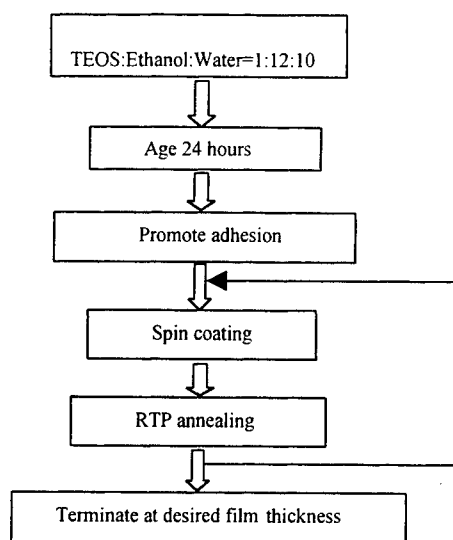 TEOS:Ethanol:Water=1:12:10
Age 24 hours
Promote adhesion
Spin coating
RTP annealing
Terminate at desired film thickness